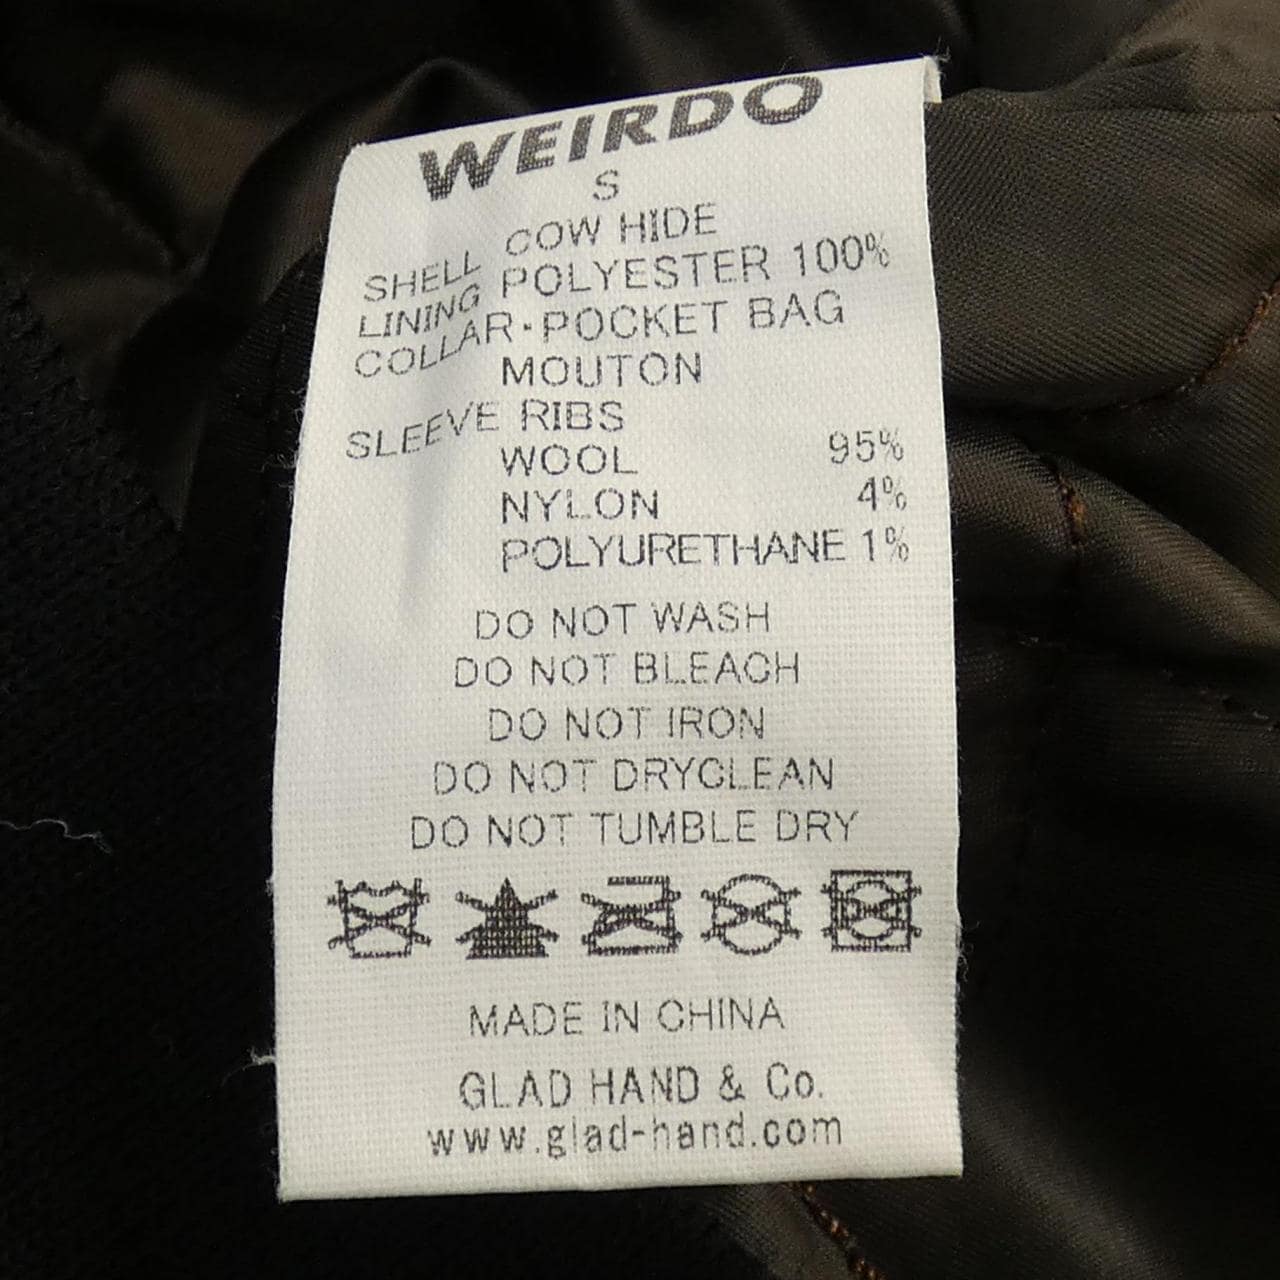 WEIRDO
S
SHELL COW HIDE
LINING POLYESTER 100%
COLLAR·POCKET BAG
MOUTON
SLEEVE RIBS
WOOL 95%
NYLON 4%
POLYURETHANE 1%
DO NOT WASH
DO NOT BLEACH
DO NOT IRON
DO NOT DRYCLEAN
DO NOT TUMBLE DRY
MADE IN CHINA
GLAD HAND & Co.
www.glad-hand.com